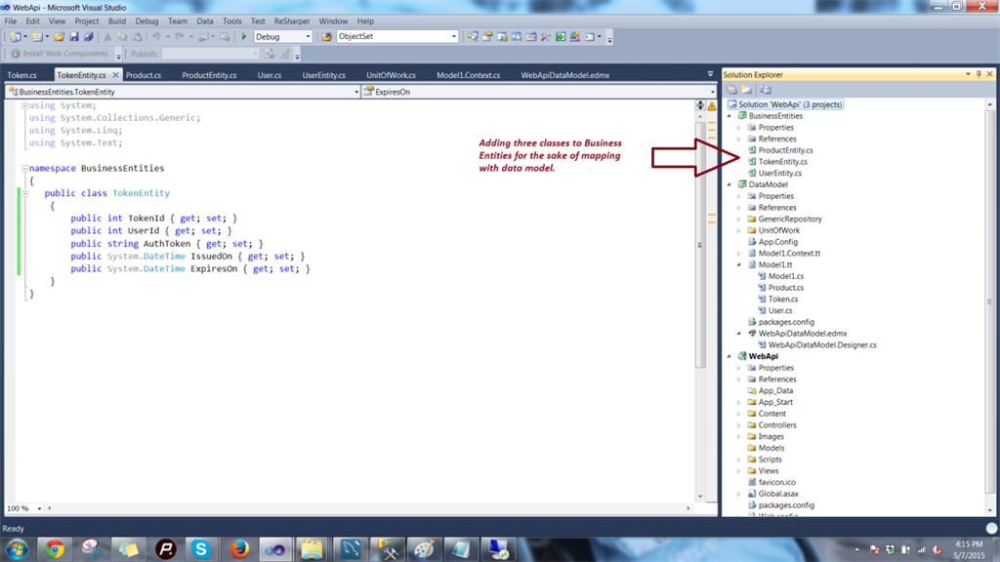 WebApi - Microsoft Visual Studio
File Edit View Project Build Debug Team Data Tools Test ReSharper Window Help
Debug ObjectSet
Install Web Components Publish:
Token.cs TokenEntity.cs Product.cs ProductEntity.cs User.cs UserEntity.cs UnitOfWork.cs Model1.Context.cs WebApiDataModel.edmx
BusinessEntities.TokenEntity ExpiresOn
using System;
using System.Collections.Generic;
using System.Linq;
using System.Text;
namespace BusinessEntities
{
public class TokenEntity
{
public int TokenId { get; set; }
public int UserId { get; set; }
public string AuthToken { get; set; }
public System.DateTime IssuedOn { get; set; }
public System.DateTime ExpiresOn { get; set; }
}
}
Adding three classes to Business
Entities for the sake of mapping
with data model.
100 %
Solution Explorer
Solution 'WebApi' (3 projects)
BusinessEntities
Properties
References
ProductEntity.cs
TokenEntity.cs
UserEntity.cs
DataModel
Properties
References
GenericRepository
UnitOfWork
App.Config
Model1.Context.tt
Model1.tt
Model1.cs
Product.cs
Token.cs
User.cs
packages.config
WebApiDataModel.edmx
WebApiDataModel.Designer.cs
WebApi
Properties
References
App_Data
App_Start
Content
Controllers
Images
Models
Scripts
Views
favicon.ico
Global.asax
packages.config
Web.config
Ready
4:15 PM
5/7/2015